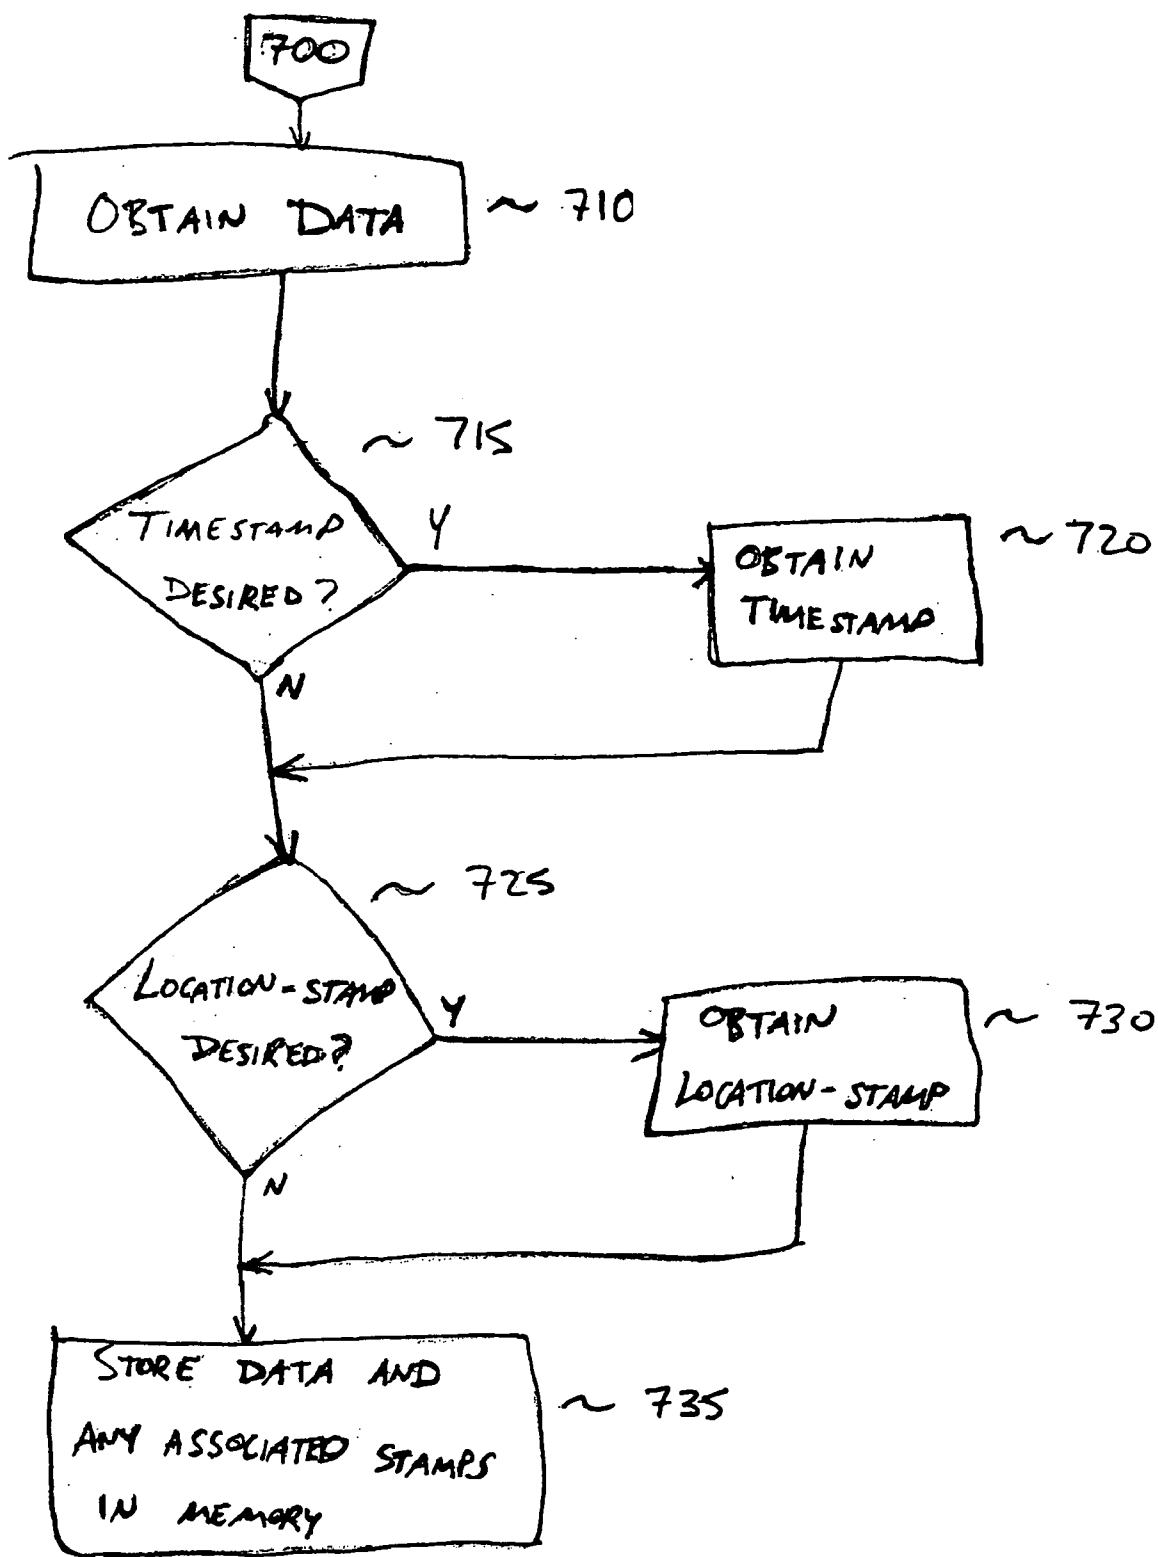 700
OBTAIN DATA ~ 710
~ 715
TIMESTAMP
DESIRED?
Y
N
OBTAIN
TIMESTAMP
~ 720
~ 725
LOCATION-STAMP
DESIRED?
Y
N
OBTAIN
LOCATION-STAMP
~ 730
STORE DATA AND
ANY ASSOCIATED STAMPS
IN MEMORY
~ 735